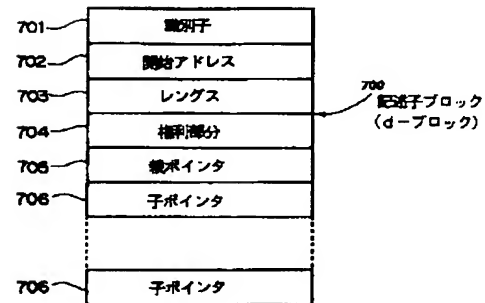 701 識別子
702 開始アドレス
703 レングス
700
記述子ブロック
(d-ブロック)
704 権利部分
705 親ポインタ
706 子ポインタ
706 子ポインタ